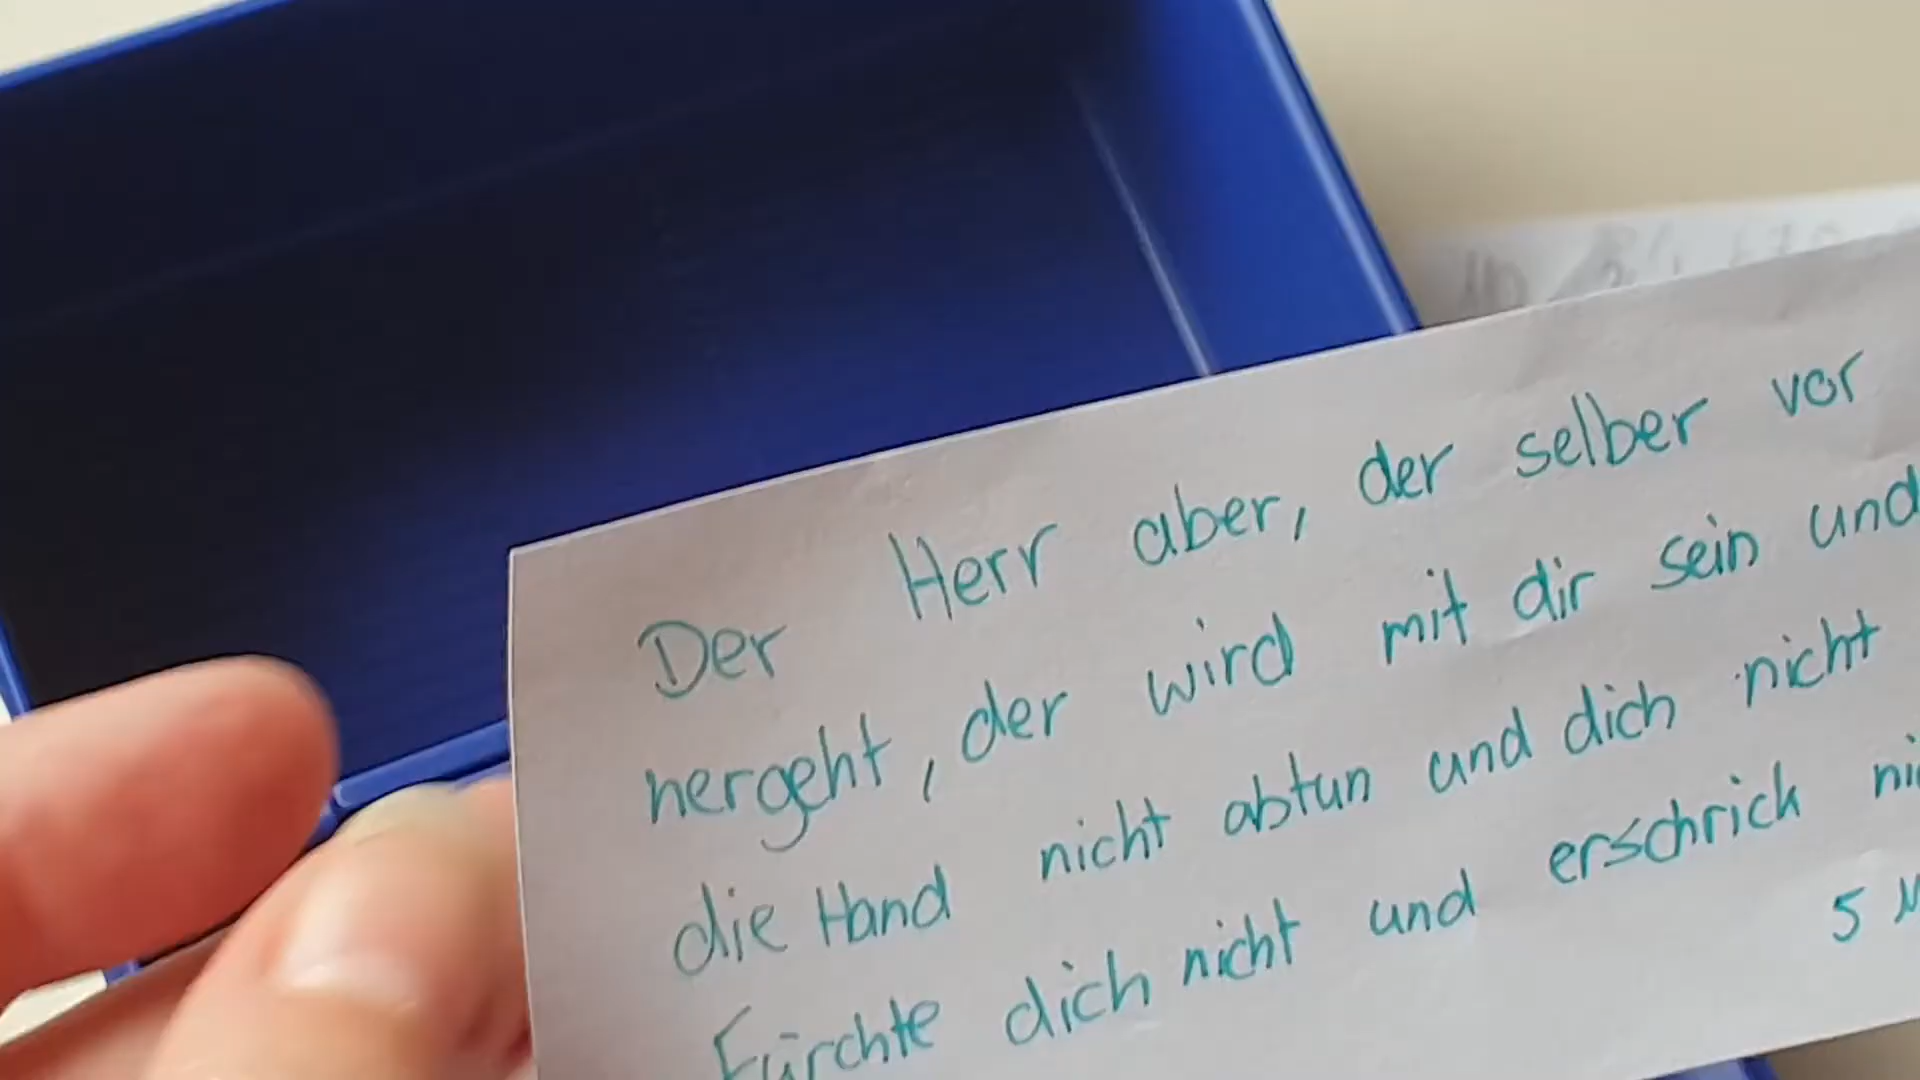 Der Herr aber, der selber vor
hergeht, der wird mit dir sein und
die Hand nicht abtun und dich nicht
Fürchte dich nicht und erschrick
5